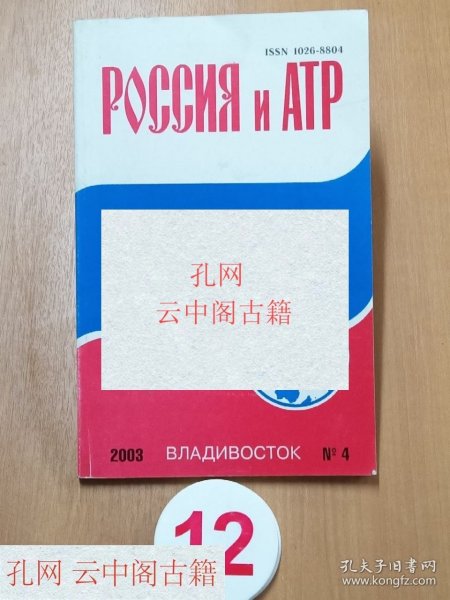 ISSN 1026-8804
РОССИЯ и АТР
孔网
云中阁古籍
2003 ВЛАДИВОСТОК № 4
12
孔网 云中阁古籍
孔夫子旧书网
www.kongfz.com